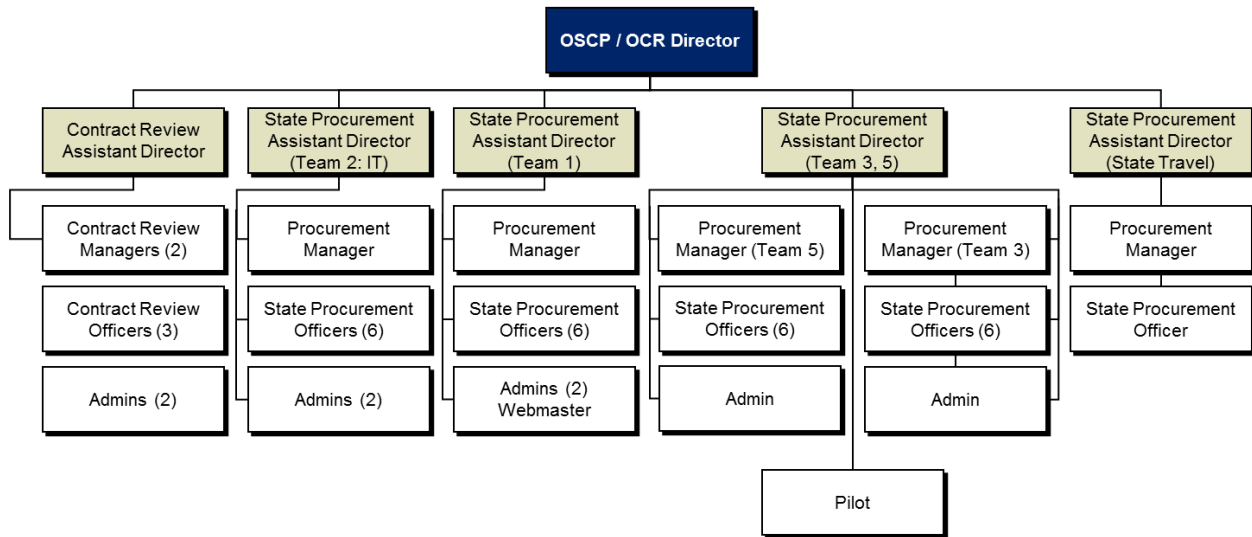 OSCP / OCR Director
Contract Review
Assistant Director
State Procurement
Assistant Director
(Team 2: IT)
State Procurement
Assistant Director
(Team 1)
State Procurement
Assistant Director
(Team 3, 5)
State Procurement
Assistant Director
(State Travel)
Contract Review
Managers (2)
Procurement
Manager
Procurement
Manager
Procurement
Manager (Team 5)
Procurement
Manager (Team 3)
Procurement
Manager
Contract Review
Officers (3)
State Procurement
Officers (6)
State Procurement
Officers (6)
State Procurement
Officers (6)
State Procurement
Officers (6)
State Procurement
Officer
Admins (2)
Admins (2)
Admins (2)
Webmaster
Admin
Admin
Pilot